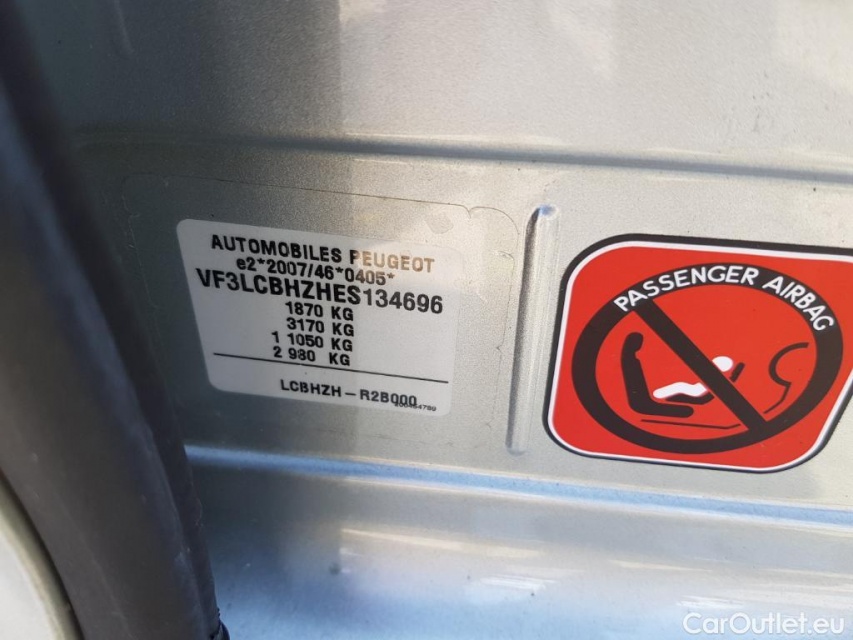 AUTOMOBILES PEUGEOT
e2*2007/46*0405*
VF3LCBHZHES134696
1870 KG
3170 KG
1 1050 KG
2 980 KG
LCBHZH-R2B000
PASSENGER AIRBAG
CarOutlet.eu